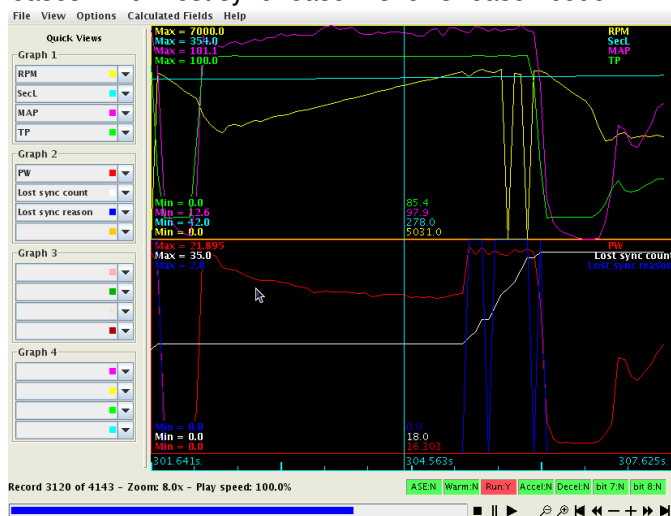 File View Options Calculated Fields Help
Quick Views
Graph 1
RPM
SecL
MAP
TP
Graph 2
PW
Lost sync count
Lost sync reason
Graph 3
Graph 4
Max = 7000.0
Max = 354.0
Max = 101.1
Max = 100.0
RPM
SecL
MAP
TP
Min = 0.0
Min = 12.6
Min = 42.0
Min = 0.0
85.4
97.9
278.0
5031.0
Max = 21.895
Max = 35.0
Max = 2.0
PW
Lost sync count
Lost sync reason
Min = 0.0
Min = 0.0
Min = 0.0
0.0
18.0
16.303
301.641s.
304.563s
307.625s
Record 3120 of 4143 - Zoom: 8.0x - Play speed: 100.0%
ASE:N Warm:N Run:Y Accel:N Decel:N bit 7:N bit 8:N